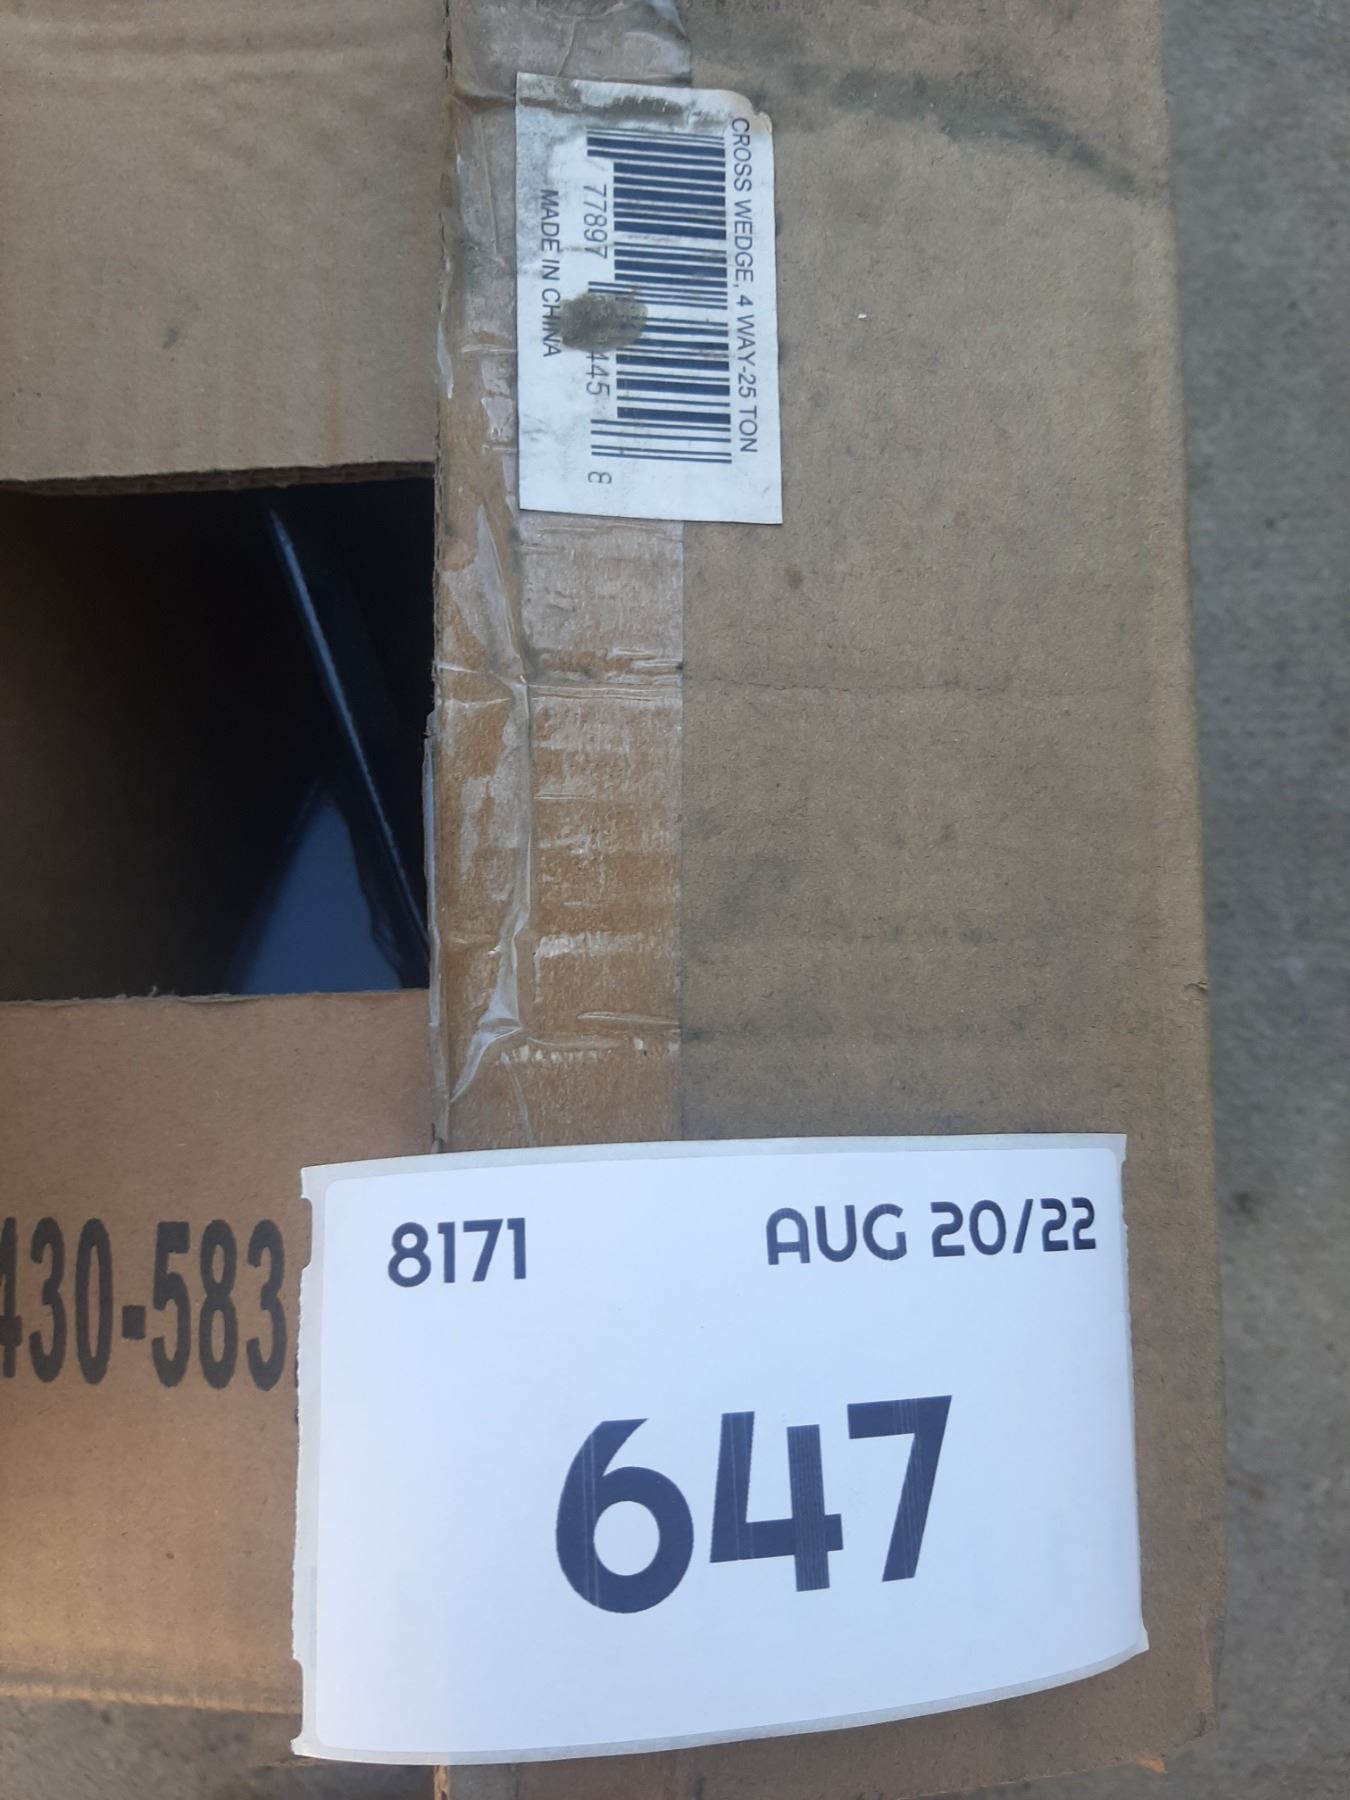 CROSS WEDGE, 4 WAY-25 TON
77897 445 8
MADE IN CHINA
430-583
8171
AUG 20/22
647